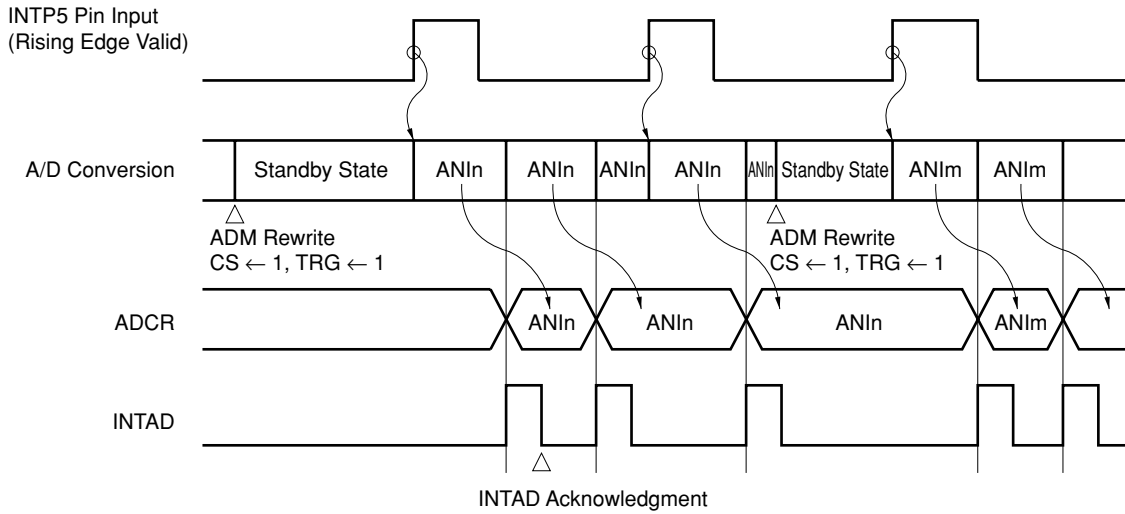 INTP5 Pin Input
(Rising Edge Valid)
A/D Conversion
Standby State
ANIn
ANIn
ANIn
ANIn
ANIn
Standby State
ANIm
ANIm
ADM Rewrite
CS ← 1, TRG ← 1
ADM Rewrite
CS ← 1, TRG ← 1
ADCR
ANIn
ANIn
ANIn
ANIm
INTAD
INTAD Acknowledgment